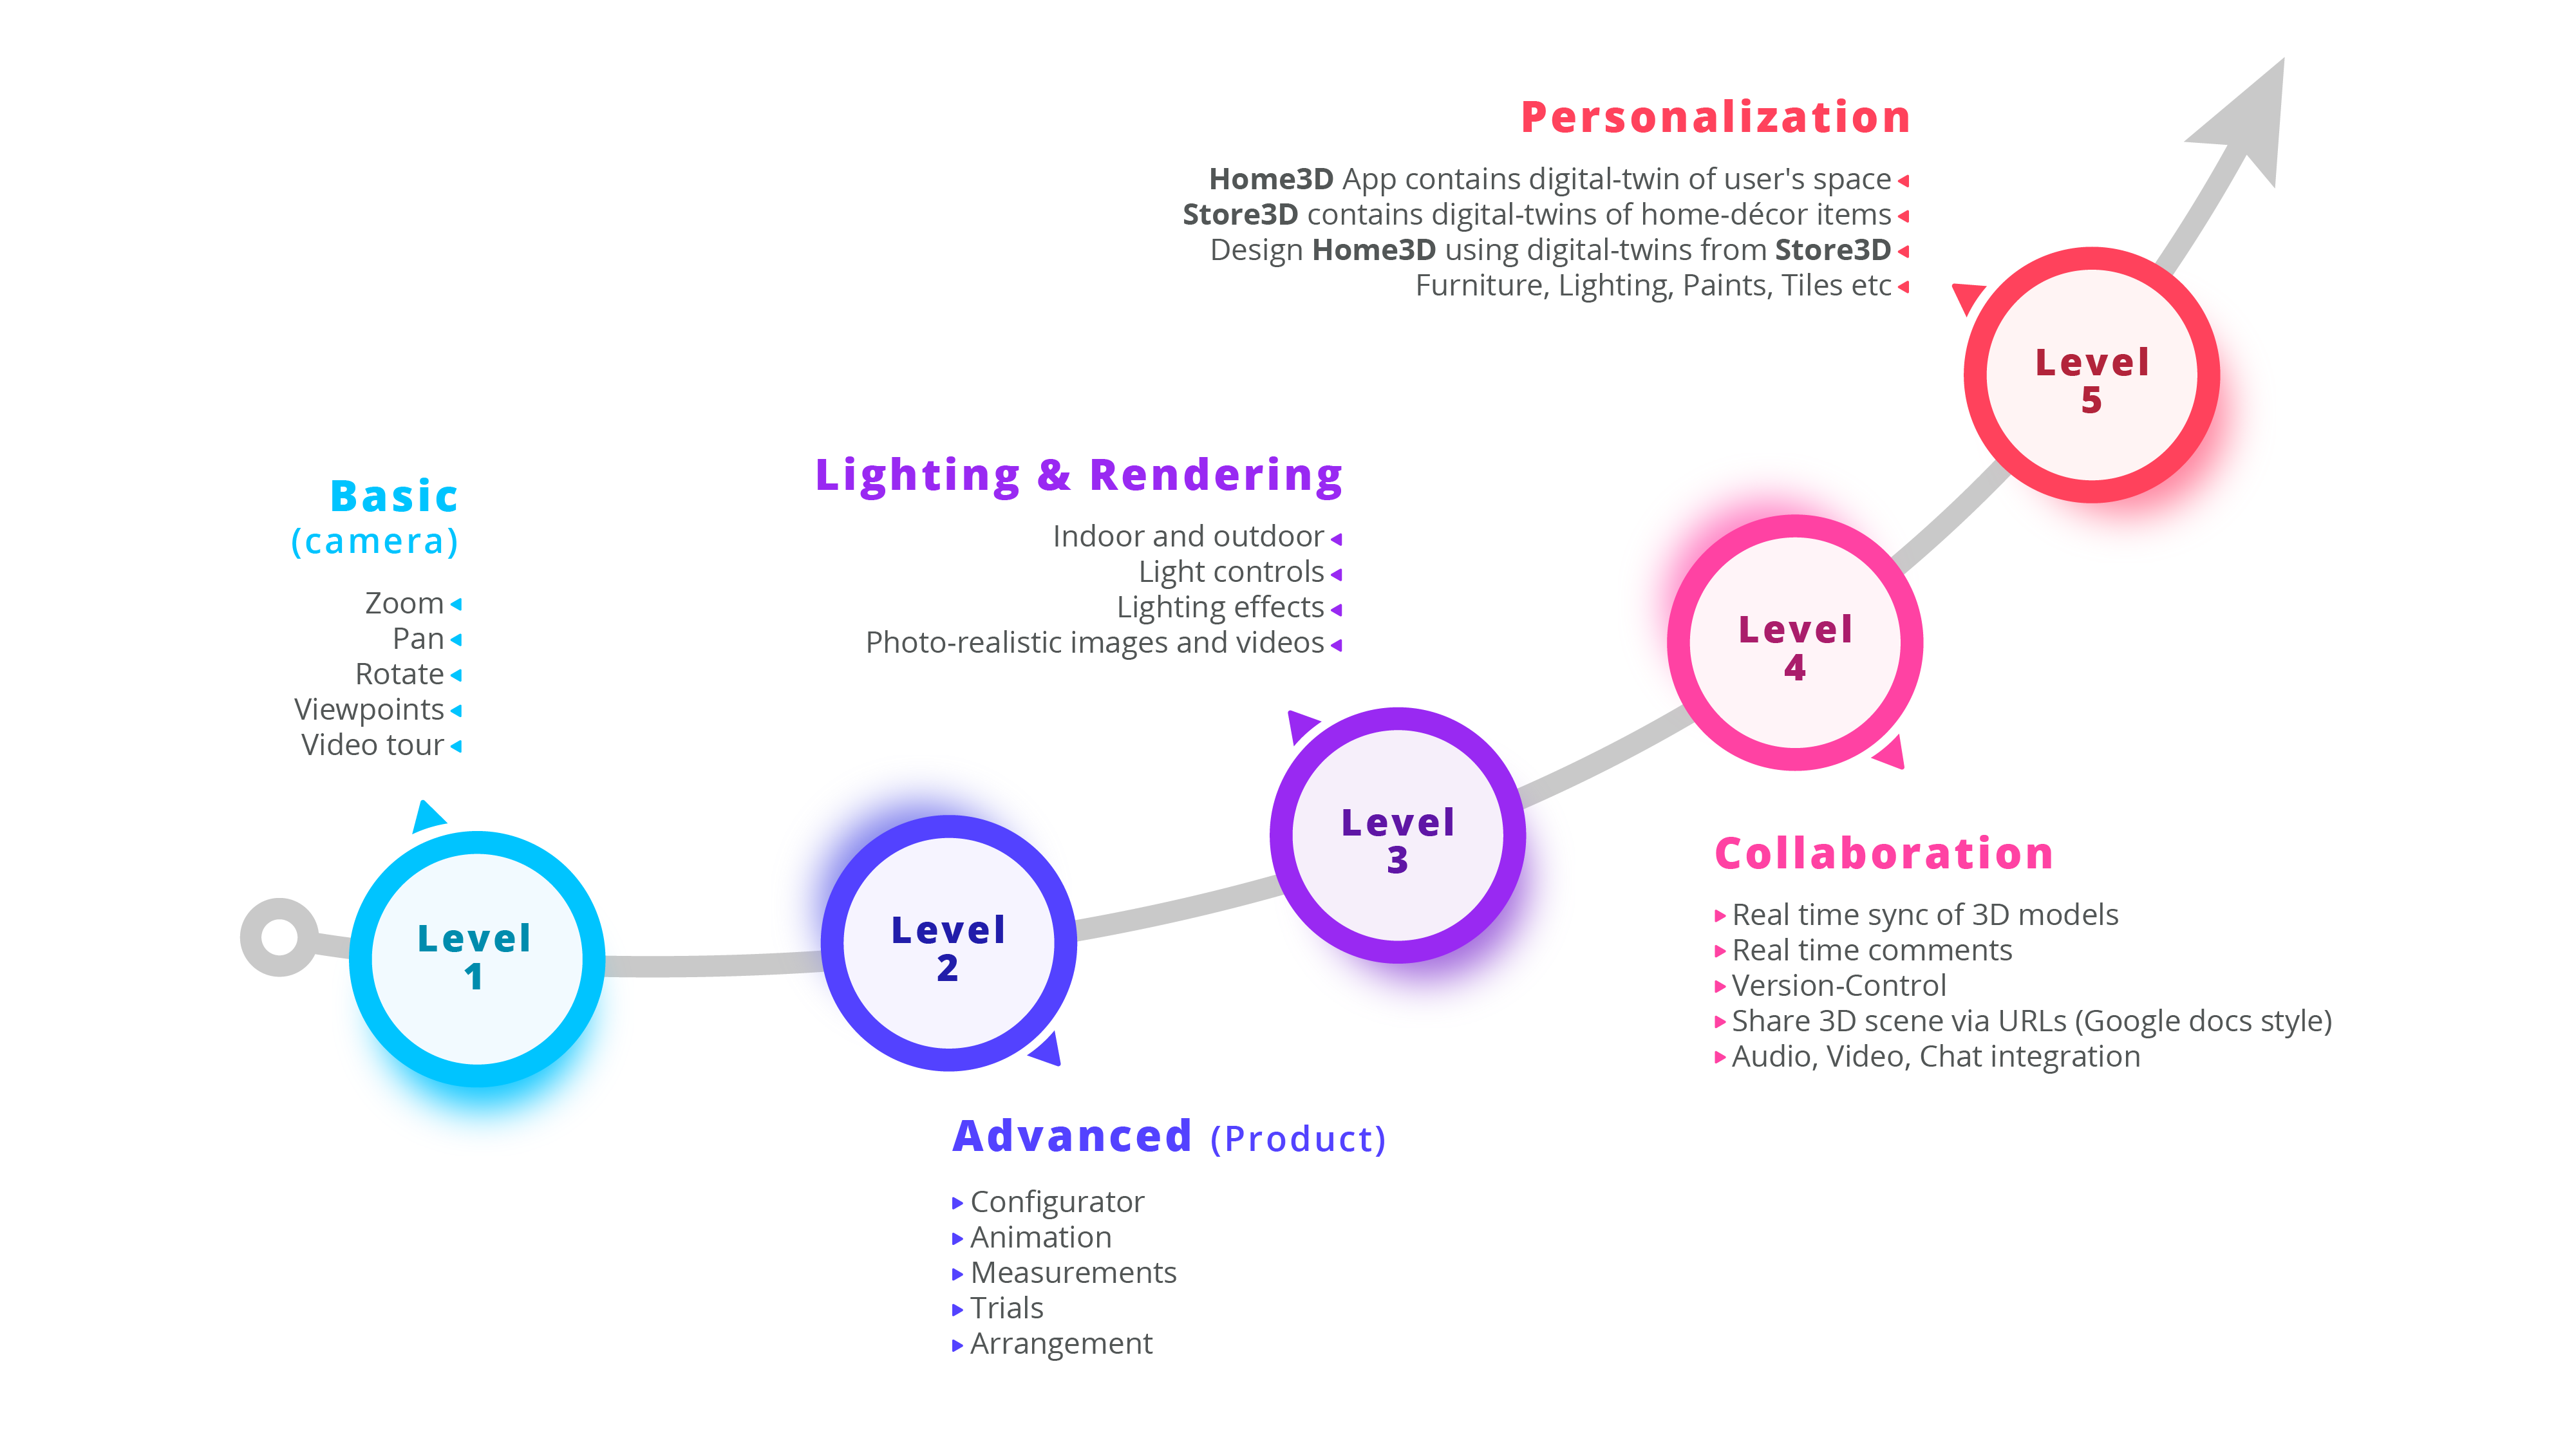 Basic
(camera)
Zoom
Pan
Rotate
Viewpoints
Video tour
Level
1
Level
2
Advanced (Product)
Configurator
Animation
Measurements
Trials
Arrangement
Lighting & Rendering
Indoor and outdoor
Light controls
Lighting effects
Photo-realistic images and videos
Level
3
Level
4
Collaboration
Real time sync of 3D models
Real time comments
Version-Control
Share 3D scene via URLs (Google docs style)
Audio, Video, Chat integration
Personalization
Home3D App contains digital-twin of user's space
Store3D contains digital-twins of home-décor items
Design Home3D using digital-twins from Store3D
Furniture, Lighting, Paints, Tiles etc
Level
5